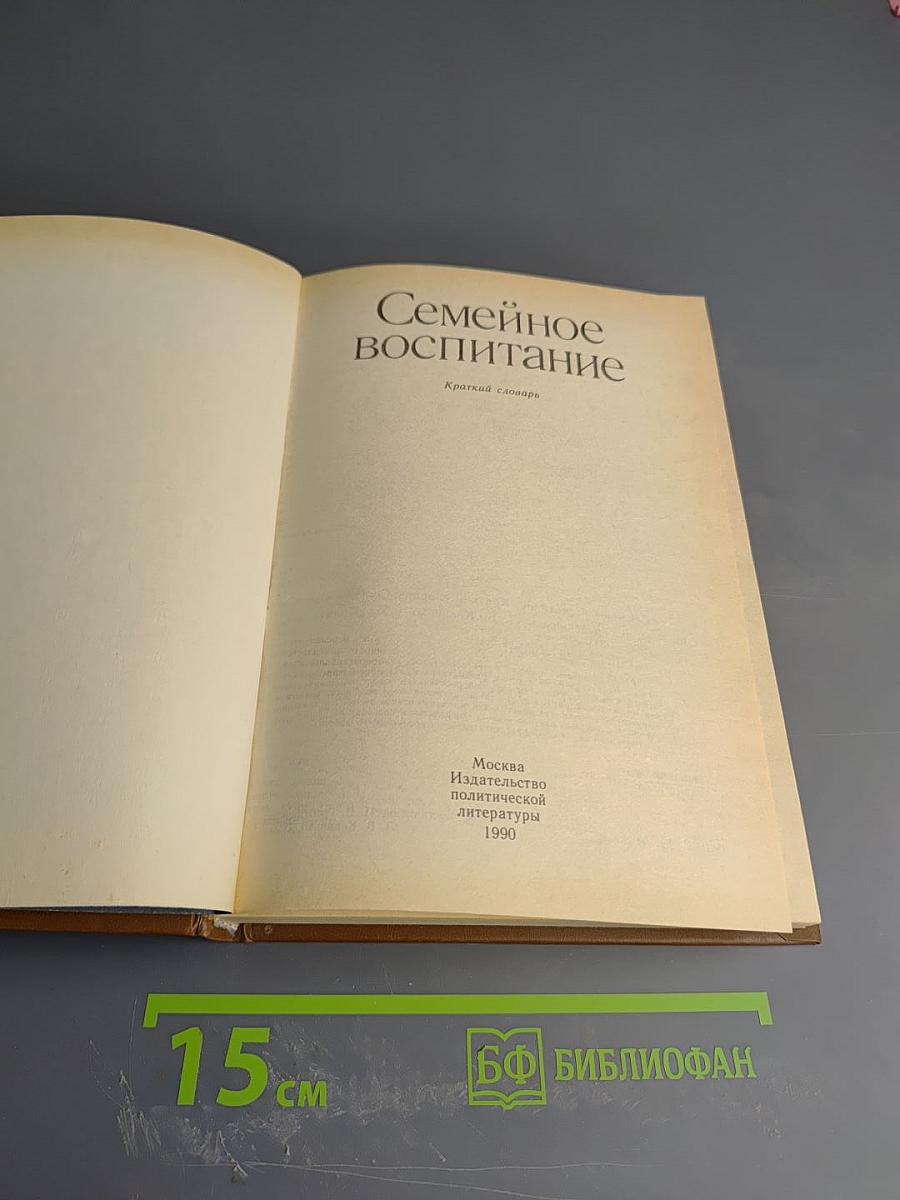 Семейное
воспитание
Краткий словарь
Москва
Издательство
политической
литературы
1990
15 см
БФ БИБЛИОФАН